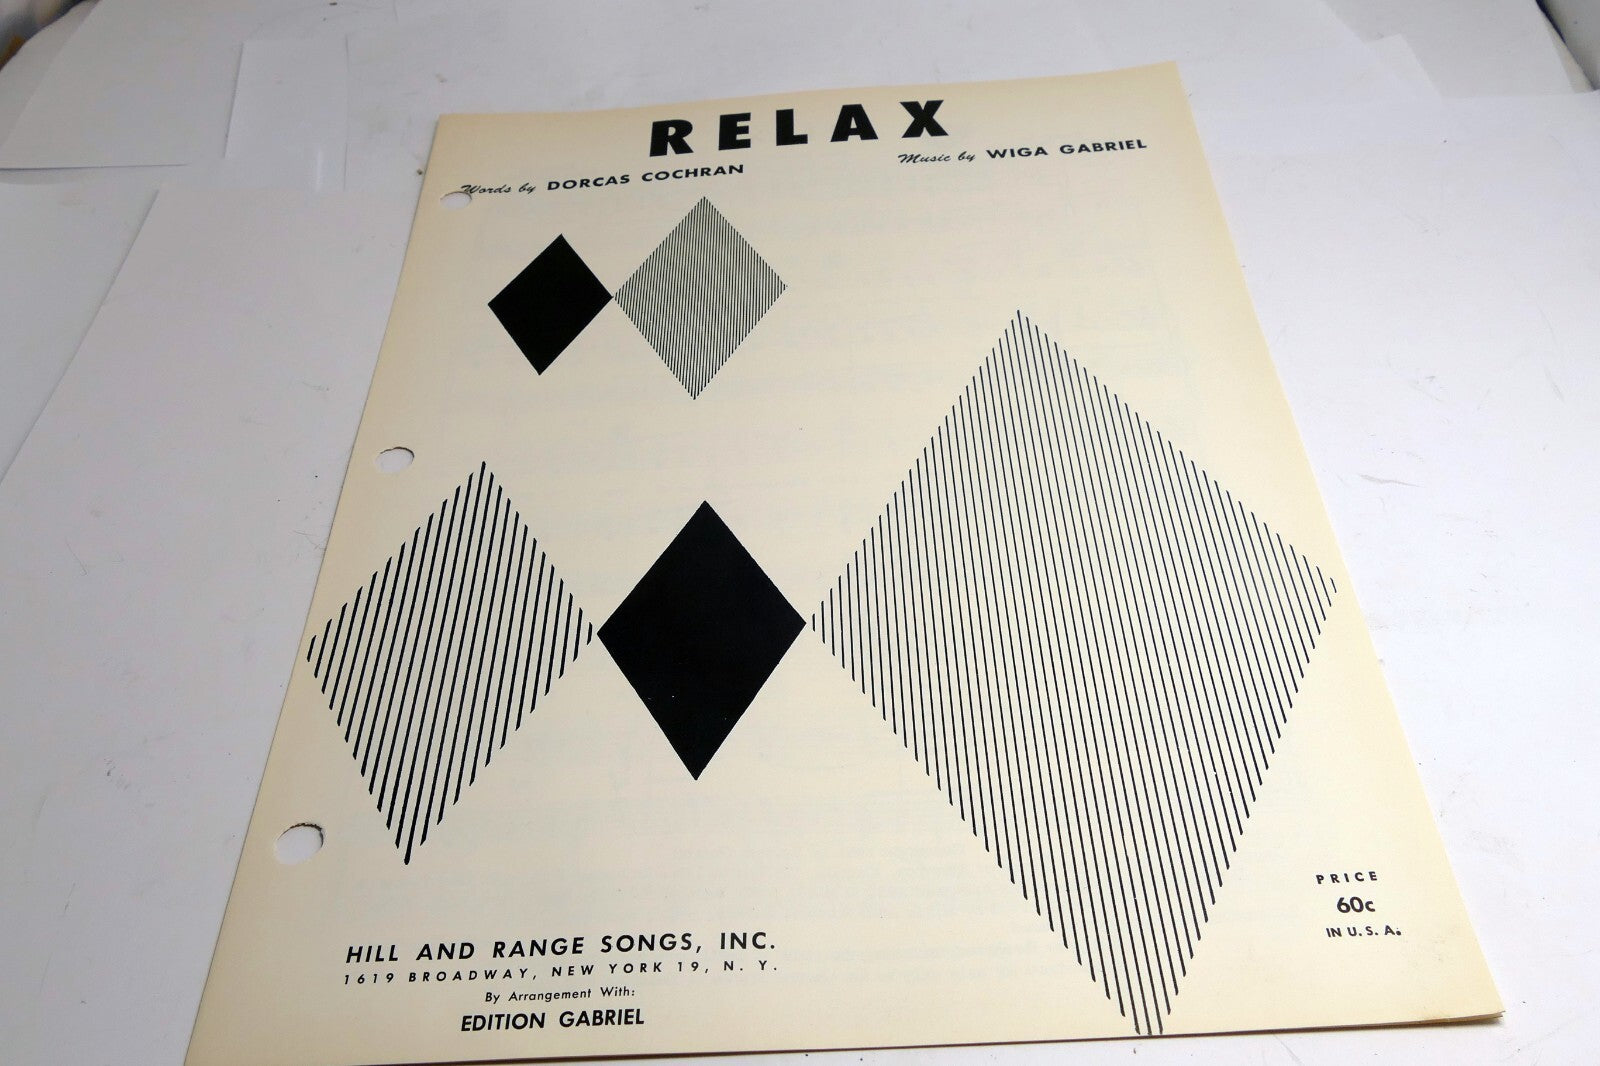 RELAX
Words by DORCAS COCHRAN
Music by WIGA GABRIEL
PRICE
60c
IN U. S. A.
HILL AND RANGE SONGS, INC.
1619 BROADWAY, NEW YORK 19, N. Y.
By Arrangement With:
EDITION GABRIEL